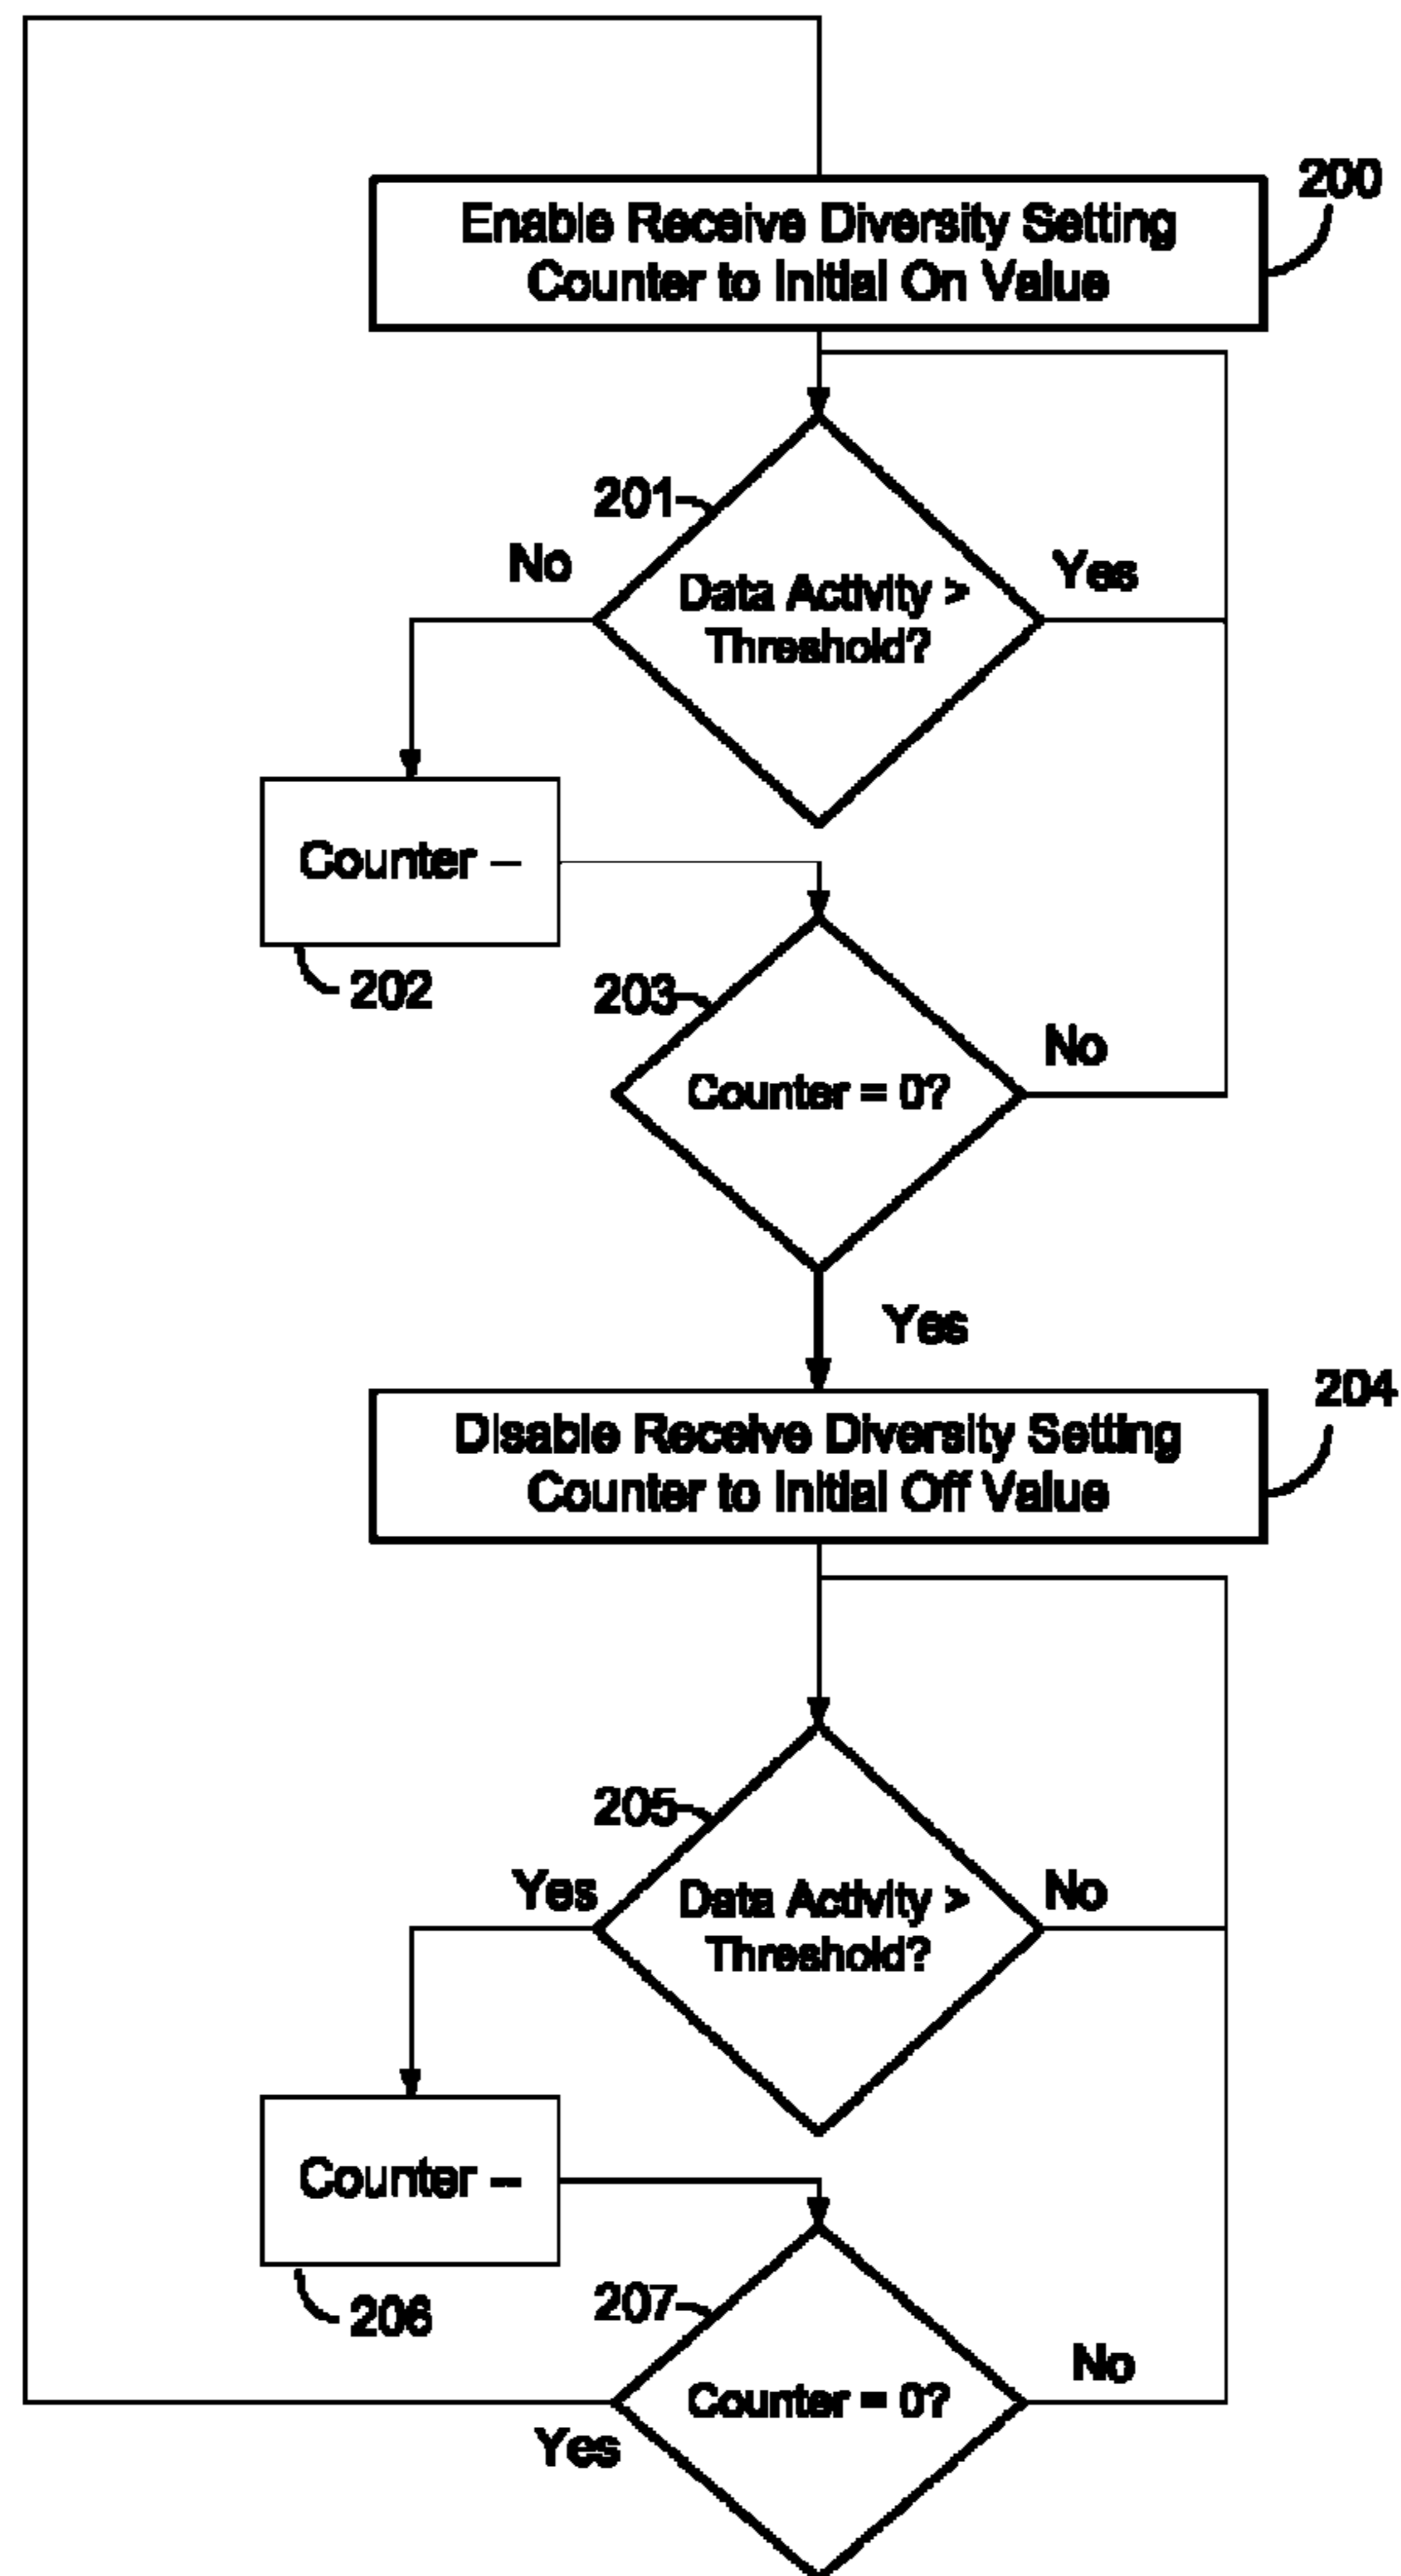 200
Enable Receive Diversity Setting
Counter to Initial On Value
201
No
Yes
Data Activity >
Threshold?
Counter –
202
203
No
Counter = 0?
Yes
204
Disable Receive Diversity Setting
Counter to Initial Off Value
205
Yes
No
Data Activity >
Threshold?
Counter --
206
207
No
Counter = 0?
Yes